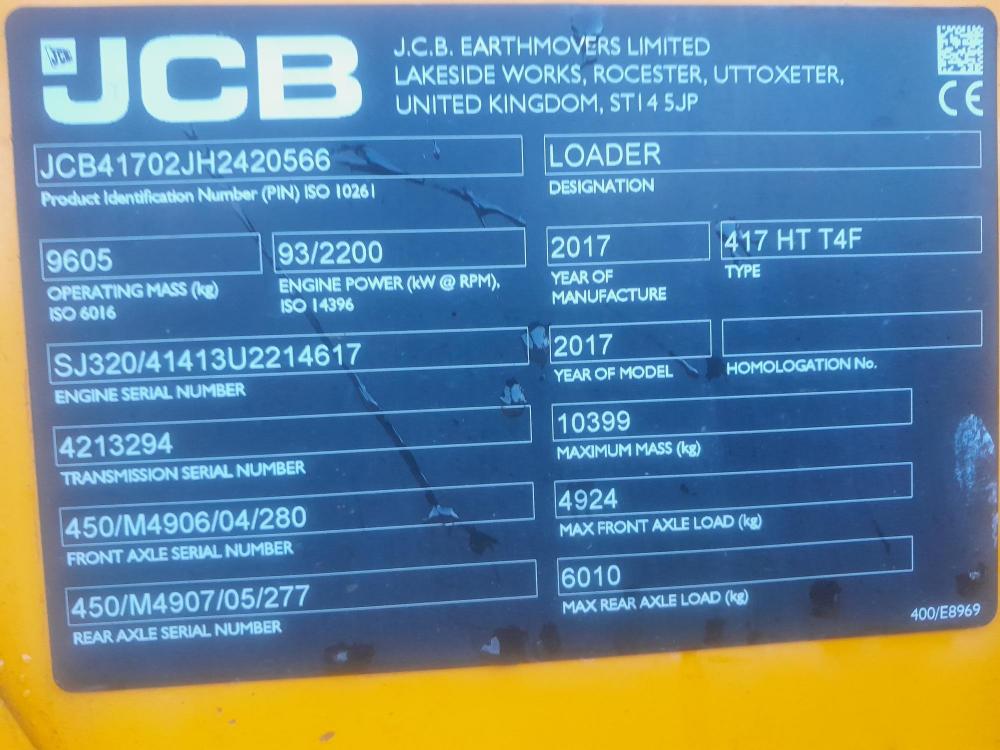 JCB
JCB
J.C.B. EARTHMOVERS LIMITED
LAKESIDE WORKS, ROCESTER, UTTOXETER,
UNITED KINGDOM, ST14 5JP
CE
JCB41702JH2420566
Product Identification Number (PIN) ISO 10261
LOADER
DESIGNATION
9605
OPERATING MASS (kg)
ISO 6016
93/2200
ENGINE POWER (kW @ RPM),
ISO 14396
2017
YEAR OF
MANUFACTURE
417 HT T4F
TYPE
SJ320/41413U2214617
ENGINE SERIAL NUMBER
2017
YEAR OF MODEL
HOMOLOGATION No.
4213294
TRANSMISSION SERIAL NUMBER
10399
MAXIMUM MASS (kg)
450/M4906/04/280
FRONT AXLE SERIAL NUMBER
4924
MAX FRONT AXLE LOAD (kg)
450/M4907/05/277
REAR AXLE SERIAL NUMBER
6010
MAX REAR AXLE LOAD (kg)
400/E8969